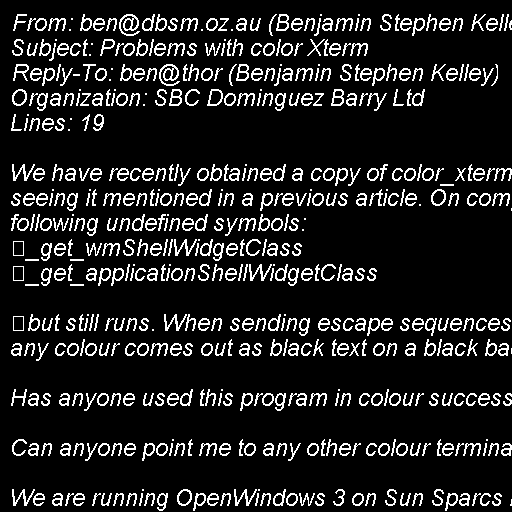 From: ben@dbsm.oz.au (Benjamin Stephen Kelle
Subject: Problems with color Xterm
Reply-To: ben@thor (Benjamin Stephen Kelley)
Organization: SBC Dominguez Barry Ltd
Lines: 19

We have recently obtained a copy of color_xterm
seeing it mentioned in a previous article. On com
following undefined symbols:
_get_wmShellWidgetClass
_get_applicationShellWidgetClass

but still runs. When sending escape sequences
any colour comes out as black text on a black ba

Has anyone used this program in colour success

Can anyone point me to any other colour termina

We are running OpenWindows 3 on Sun Sparcs